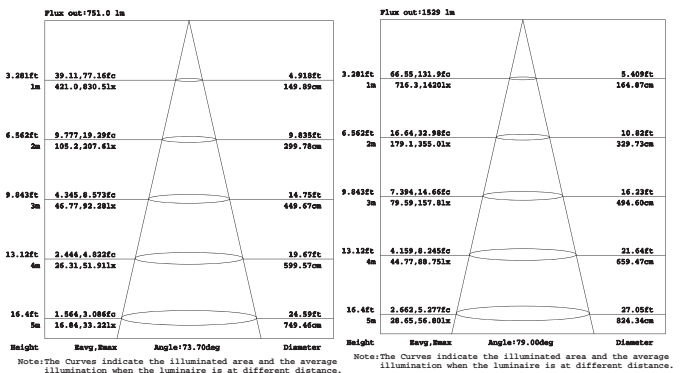 Flux out:751.0 lm
3.281ft 39.11,77.16fc 4.918ft
1m 421.0,830.5lx 149.89cm
6.562ft 9.777,19.29fc 9.835ft
2m 105.2,207.6lx 299.78cm
9.843ft 4.345,8.573fc 14.75ft
3m 46.77,92.28lx 449.67cm
13.12ft 2.444,4.822fc 19.67ft
4m 26.31,51.91lx 599.57cm
16.4ft 1.564,3.086fc 24.59ft
5m 16.84,33.22lx 749.46cm
Height Eavg,Emax Angle:73.70deg Diameter
Note:The Curves indicate the illuminated area and the average
illumination when the luminaire is at different distance.
Flux out:1529 lm
3.281ft 66.55,131.9fc 5.409ft
1m 716.3,1420lx 164.87cm
6.562ft 16.64,32.98fc 10.82ft
2m 179.1,355.0lx 329.73cm
9.843ft 7.394,14.66fc 16.23ft
3m 79.59,157.8lx 494.60cm
13.12ft 4.159,8.245fc 21.64ft
4m 44.77,88.75lx 659.47cm
16.4ft 2.662,5.277fc 27.05ft
5m 28.65,56.80lx 824.34cm
Height Eavg,Emax Angle:79.00deg Diameter
Note:The Curves indicate the illuminated area and the average
illumination when the luminaire is at different distance.